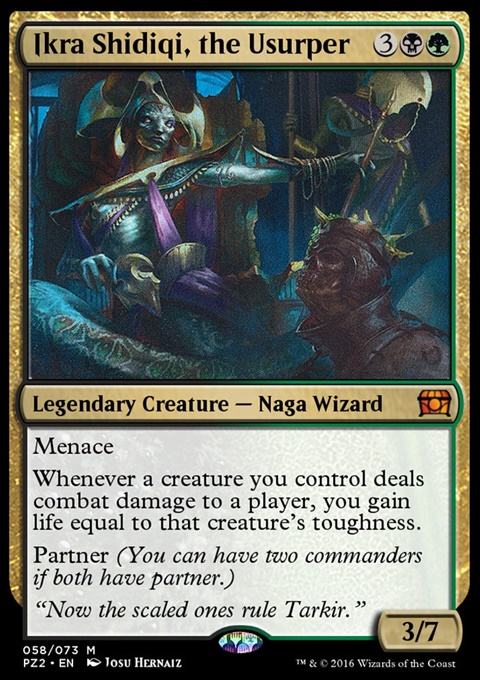 Ikra Shidiqi, the Usurper 3
Legendary Creature — Naga Wizard
Menace
Whenever a creature you control deals
combat damage to a player, you gain
life equal to that creature's toughness.
Partner (You can have two commanders
if both have partner.)
"Now the scaled ones rule Tarkir."
3/7
058/073 M
PZ2 • EN Josu Hernaiz
™ & © 2016 Wizards of the Coast